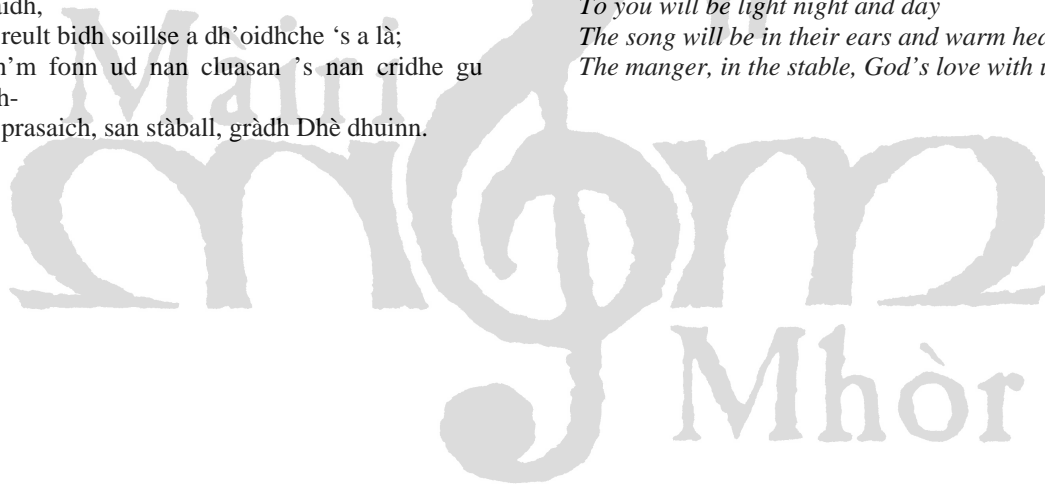 reult bidh soillse a dh'oidhche 's a là;
fonn ud nan cluasan 's nan cridhe gu
prasaich, san stàball, gràdh Dhè dhuinn.
To you will be light night and day
The song will be in their ears and warm
The manger, in the stable, God's love with
Màiri
Mhòr